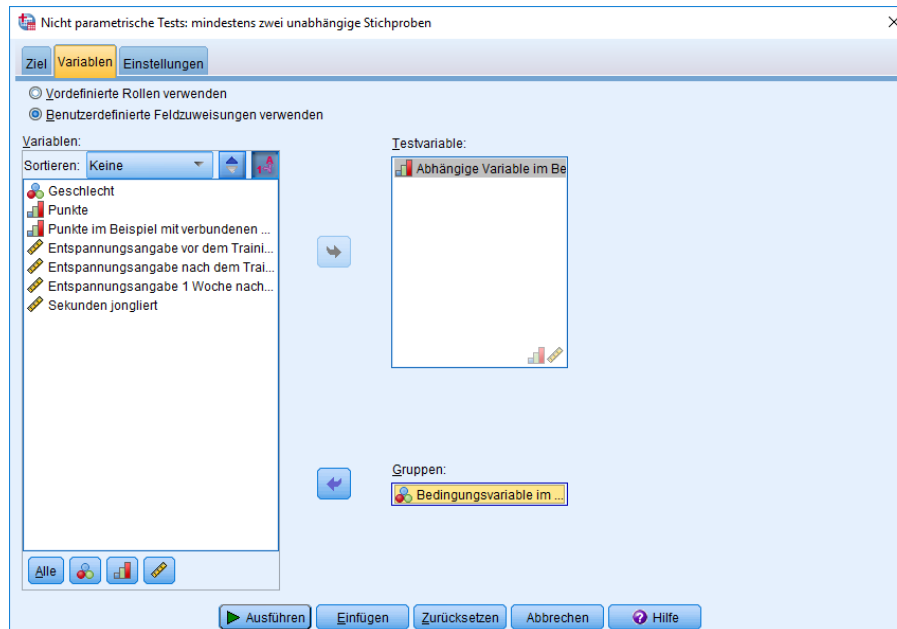 Nicht parametrische Tests: mindestens zwei unabhängige Stichproben
Ziel Variablen Einstellungen
Vordefinierte Rollen verwenden
Benutzerdefinierte Feldzuweisungen verwenden
Variablen:
Sortieren: Keine
Geschlecht
Punkte
Punkte im Beispiel mit verbundenen ...
Entspannungsangabe vor dem Traini...
Entspannungsangabe nach dem Trai...
Entspannungsangabe 1 Woche nach...
Sekunden jongliert
Alle
Testvariable:
Abhängige Variable im Be
Gruppen:
Bedingungsvariable im ...
Ausführen Einfügen Zurücksetzen Abbrechen Hilfe